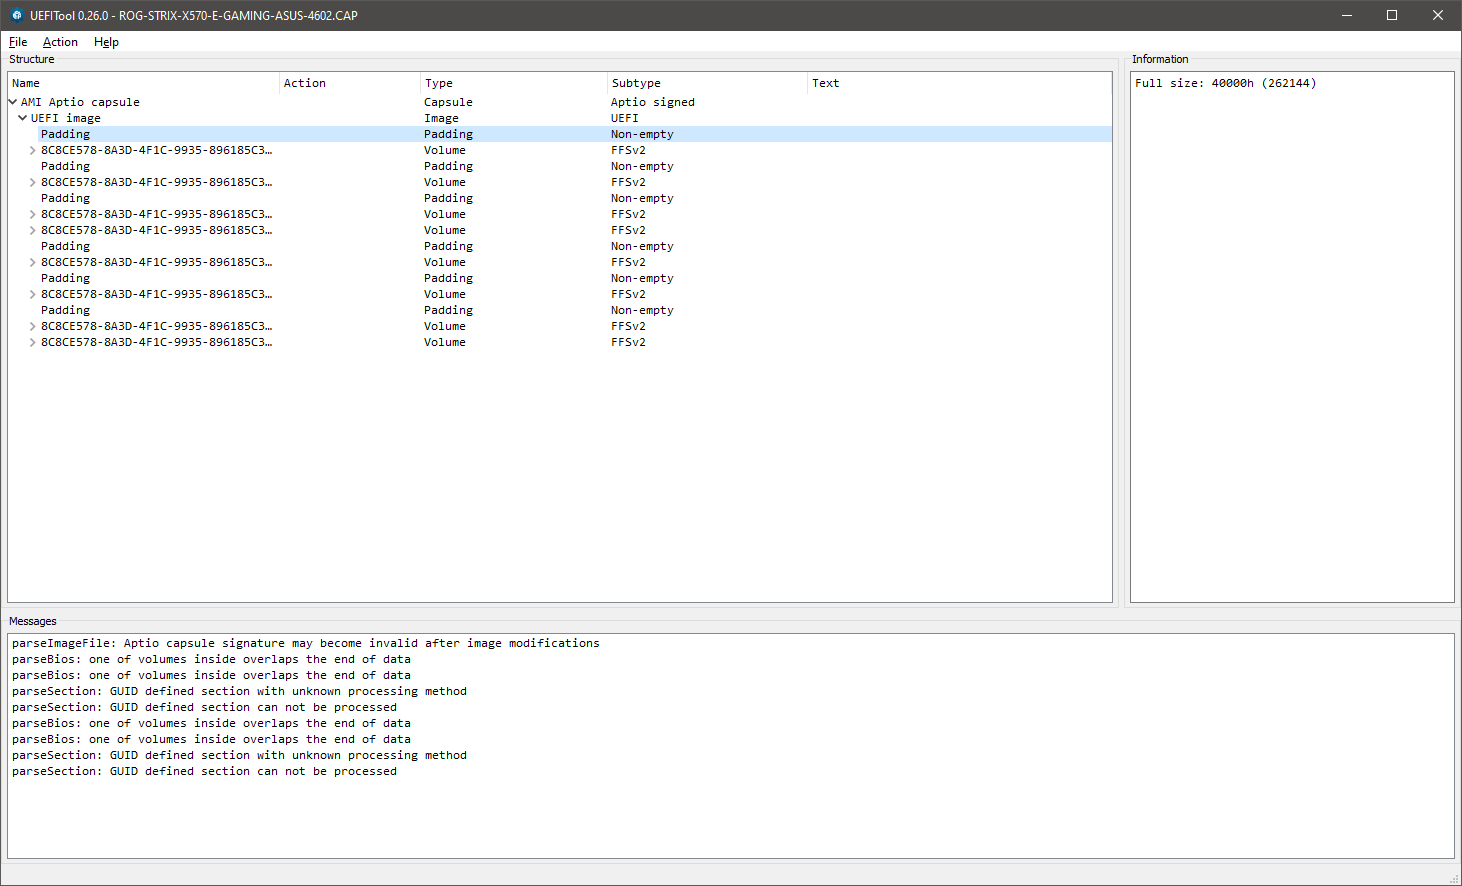 UEFITool 0.26.0 - ROG-STRIX-X570-E-GAMING-ASUS-4602.CAP
File Action Help
Structure
Name Action Type Subtype Text
AMI Aptio capsule Capsule Aptio signed
UEFI image Image UEFI
Padding Padding Non-empty
8C8CE578-8A3D-4F1C-9935-896185C3… Volume FFSv2
Padding Padding Non-empty
8C8CE578-8A3D-4F1C-9935-896185C3… Volume FFSv2
Padding Padding Non-empty
8C8CE578-8A3D-4F1C-9935-896185C3… Volume FFSv2
8C8CE578-8A3D-4F1C-9935-896185C3… Volume FFSv2
Padding Padding Non-empty
8C8CE578-8A3D-4F1C-9935-896185C3… Volume FFSv2
Padding Padding Non-empty
8C8CE578-8A3D-4F1C-9935-896185C3… Volume FFSv2
Padding Padding Non-empty
8C8CE578-8A3D-4F1C-9935-896185C3… Volume FFSv2
8C8CE578-8A3D-4F1C-9935-896185C3… Volume FFSv2
Information
Full size: 40000h (262144)
Messages
parseImageFile: Aptio capsule signature may become invalid after image modifications
parseBios: one of volumes inside overlaps the end of data
parseBios: one of volumes inside overlaps the end of data
parseSection: GUID defined section with unknown processing method
parseSection: GUID defined section can not be processed
parseBios: one of volumes inside overlaps the end of data
parseBios: one of volumes inside overlaps the end of data
parseSection: GUID defined section with unknown processing method
parseSection: GUID defined section can not be processed